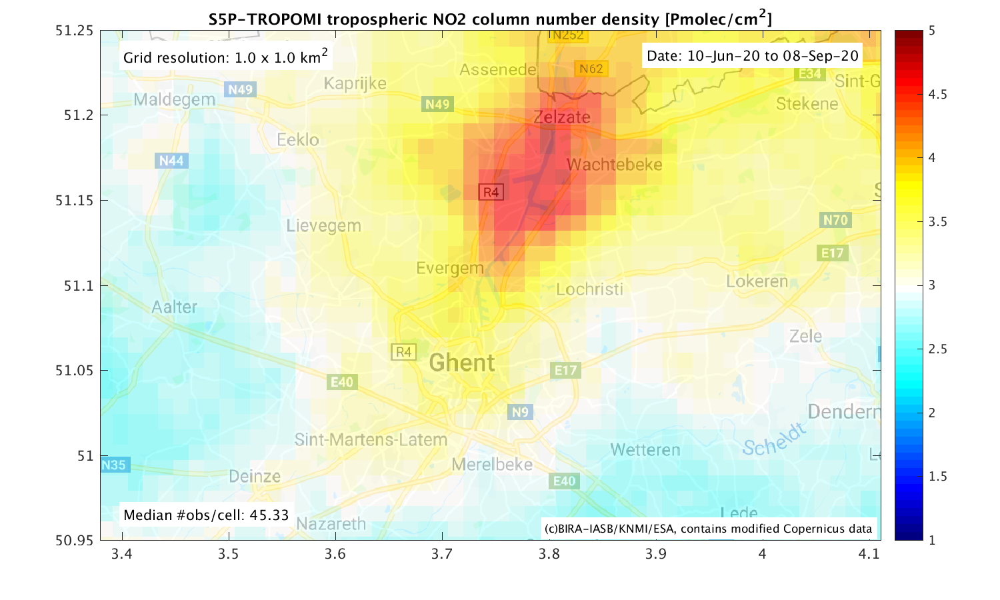 S5P-TROPOMI tropospheric NO2 column number density [Pmolec/cm2]
51.25
51.2
51.15
51.1
51.05
51
50.95
Grid resolution: 1.0 x 1.0 km2
Date: 10-Jun-20 to 08-Sep-20
N252
N62
Assenede
E34
Kaprijke
Sint-G
N49
Maldegem
N49
Stekene
Zelzate
Eeklo
N44
Wachtebeke
R4
S
N70
Lievegem
E17
Evergem
Lokeren
Lochristi
Aalter
Zele
R4
Ghent
E17
E40
N9
Dendern
Sint-Martens-Latem
Scheldt
Wetteren
N35
Merelbeke
Deinze
E40
Lede
Median #obs/cell: 45.33
Nazareth
(c)BIRA-IASB/KNMI/ESA, contains modified Copernicus data
3.4 3.5 3.6 3.7 3.8 3.9 4 4.1
5
4.5
4
3.5
3
2.5
2
1.5
1